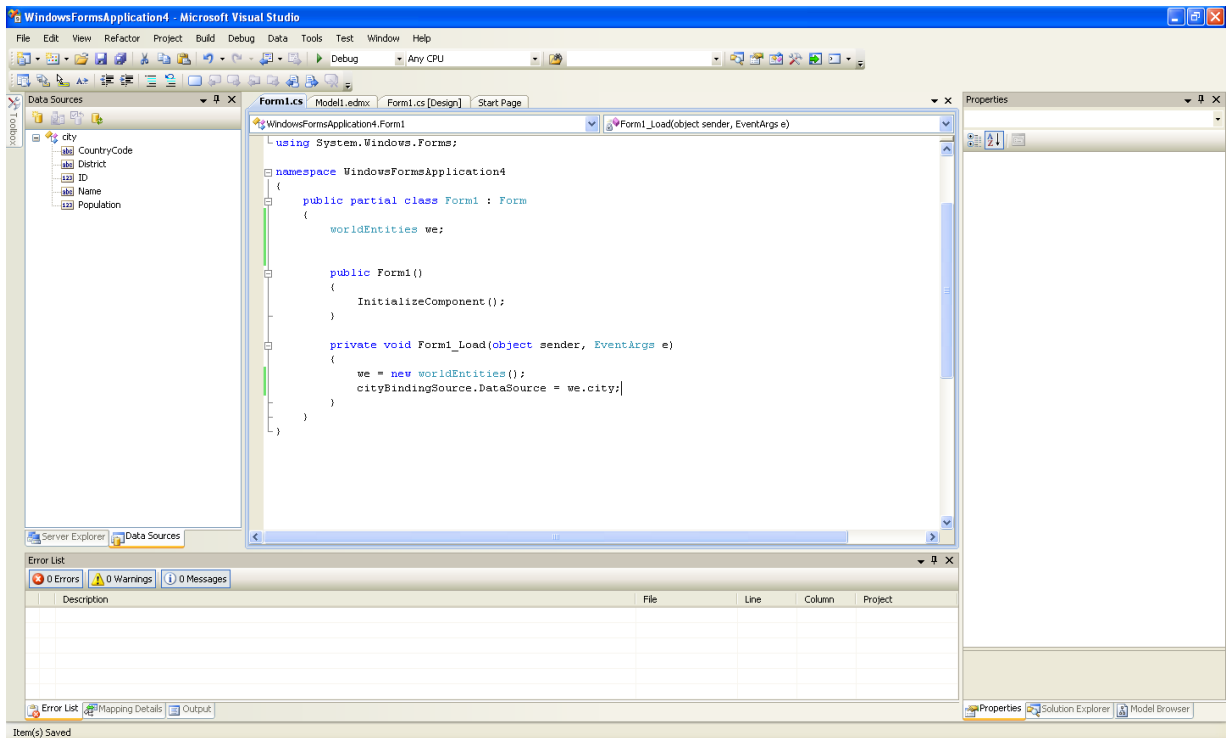 WindowsFormsApplication4 - Microsoft Visual Studio
File Edit View Refactor Project Build Debug Data Tools Test Window Help
Debug Any CPU
Toolbox
Data Sources
city
abc CountryCode
abc District
123 ID
abc Name
123 Population
Server Explorer Data Sources
Form1.cs Model1.edmx Form1.cs [Design] Start Page
WindowsFormsApplication4.Form1 Form1_Load(object sender, EventArgs e)
using System.Windows.Forms;
namespace WindowsFormsApplication4
{
public partial class Form1 : Form
{
worldEntities we;
public Form1()
{
InitializeComponent();
}
private void Form1_Load(object sender, EventArgs e)
{
we = new worldEntities();
cityBindingSource.DataSource = we.city;
}
}
}
Properties
Error List
0 Errors 0 Warnings 0 Messages
Description File Line Column Project
Error List Mapping Details Output
Properties Solution Explorer Model Browser
Item(s) Saved